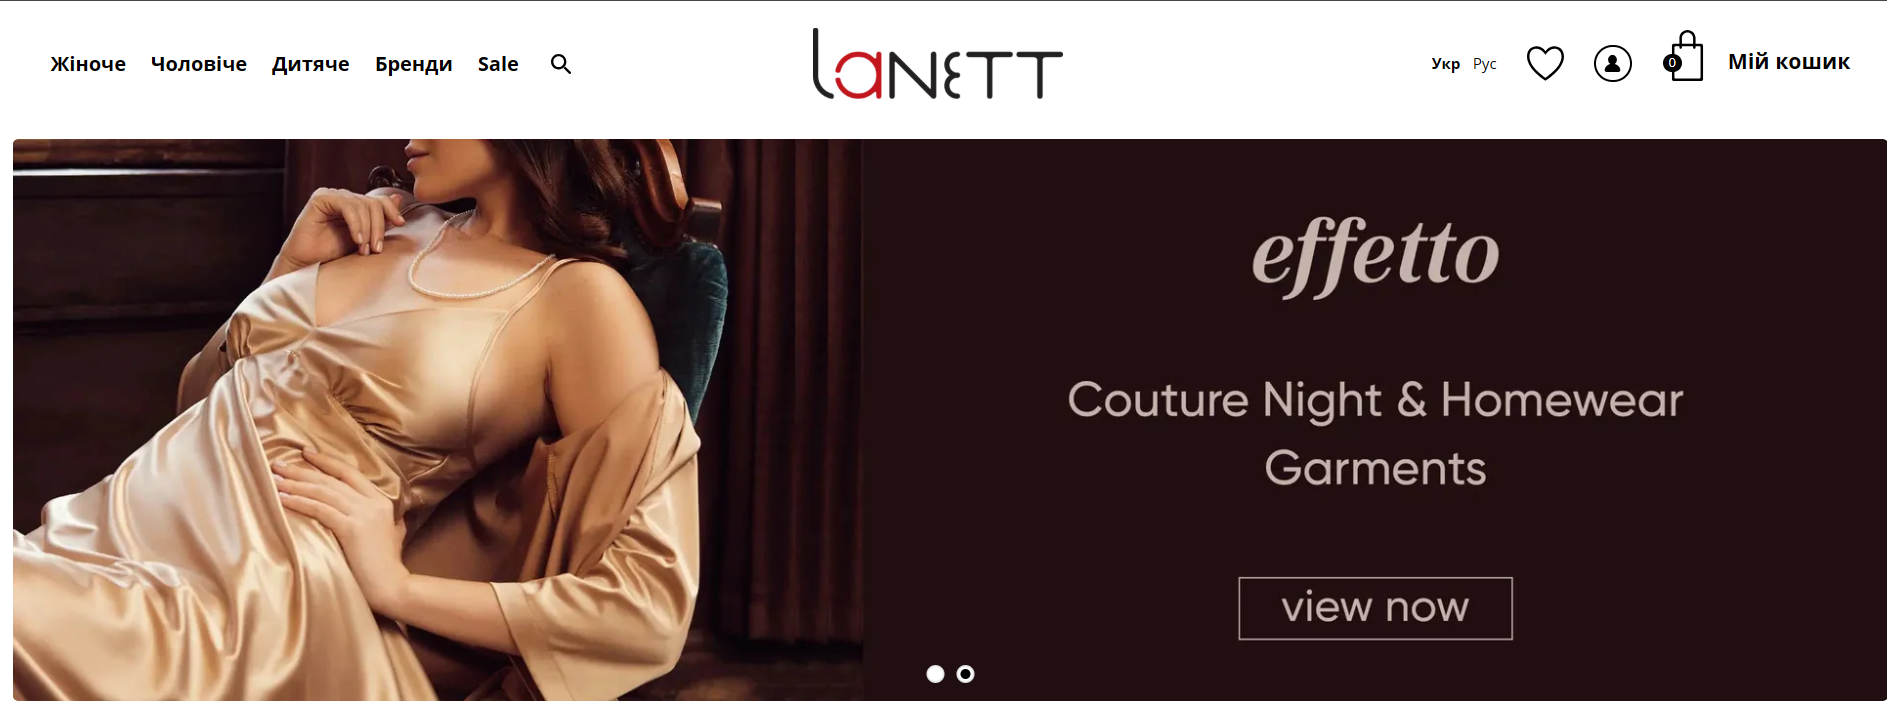 Жіноче Чоловіче Дитяче Бренди Sale
LaNETT
Укр Рус
0
Мій кошик
effetto
Couture Night & Homewear
Garments
view now